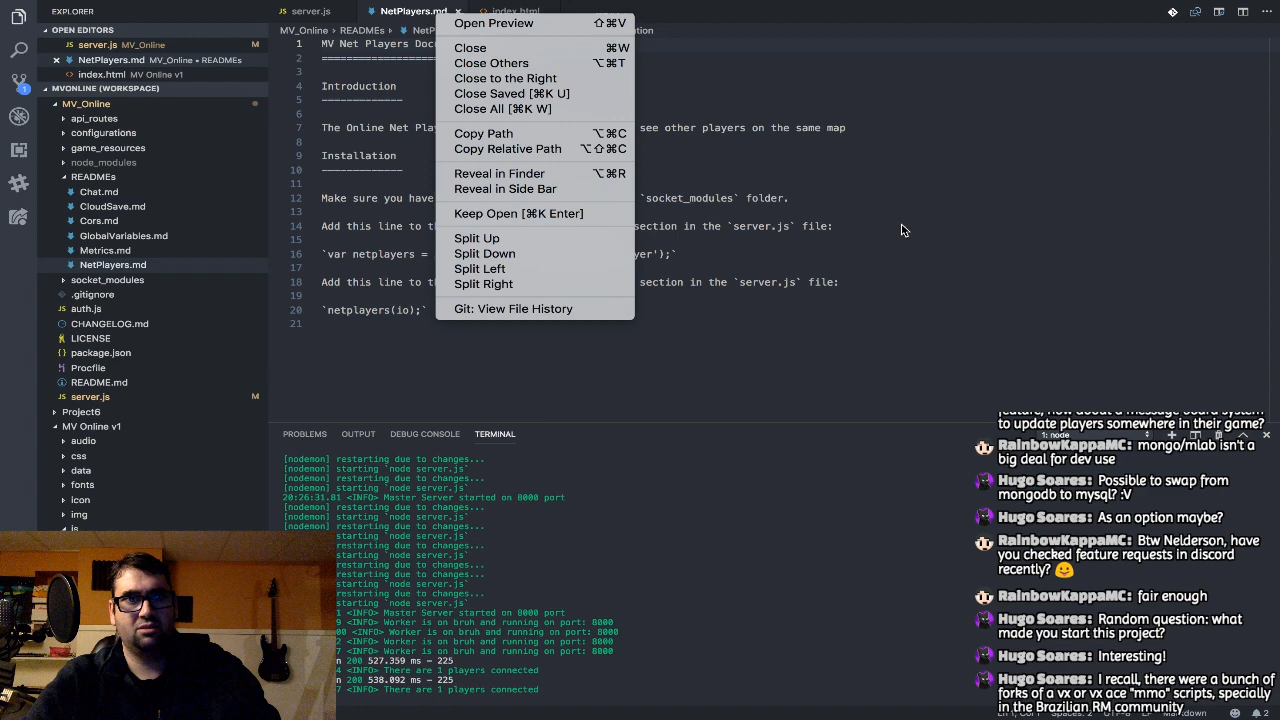 EXPLORER
server.js
NetPlayers.md
index.html
OPEN EDITORS
server.js MV_Online M
NetPlayers.md MV_Online • READMEs
index.html MV Online v1
MVONLINE (WORKSPACE)
MV_Online
api_routes
configurations
game_resources
node_modules
READMEs
Chat.md
CloudSave.md
Cors.md
GlobalVariables.md
Metrics.md
NetPlayers.md
socket_modules
.gitignore
auth.js
CHANGELOG.md
LICENSE
package.json
Procfile
README.md
server.js M
Project6
MV Online v1
audio
css
data
fonts
icon
img
js
MV_Online › READMEs ›
1 MV Net Players
2 =================
3
4 Introduction
5 -------------
6
7 The Online Net see other players on the same map
8
9 Installation
10 -------------
11
12 Make sure you have `socket_modules` folder.
13
14 Add this line to section in the `server.js` file:
15
16 `var netplayers =
17
18 Add this line to section in the `server.js` file:
19
20 `netplayers(io);`
21
Open Preview ⇧⌘V
Close ⌘W
Close Others ⌥⌘T
Close to the Right
Close Saved [⌘K U]
Close All [⌘K W]
Copy Path ⌥⌘C
Copy Relative Path ⌥⇧⌘C
Reveal in Finder ⌥⌘R
Reveal in Side Bar
Keep Open [⌘K Enter]
Split Up
Split Down
Split Left
Split Right
Git: View File History
PROBLEMS
OUTPUT
DEBUG CONSOLE
TERMINAL
1: node
[nodemon] restarting due to changes...
[nodemon] starting `node server.js`
[nodemon] restarting due to changes...
[nodemon] starting `node server.js`
20:26:31.81 <INFO> Master Server started on 8000 port
[nodemon] restarting due to changes...
[nodemon] starting `node server.js`
[nodemon] restarting due to changes...
[nodemon] starting `node server.js`
restarting due to changes...
starting `node server.js`
restarting due to changes...
starting `node server.js`
restarting due to changes...
starting `node server.js`
1 <INFO> Master Server started on 8000 port
9 <INFO> Worker is on bruh and running on port: 8000
00 <INFO> Worker is on bruh and running on port: 8000
2 <INFO> Worker is on bruh and running on port: 8000
7 <INFO> Worker is on bruh and running on port: 8000
n 200 527.359 ms - 225
4 <INFO> There are 1 players connected
n 200 538.092 ms - 225
7 <INFO> There are 1 players connected
feature, how about a message board system
to update players somewhere in their game?
RainbowKappaMC: mongo/mlab isn't a
big deal for dev use
Hugo Soares: Possible to swap from
mongodb to mysql? :V
Hugo Soares: As an option maybe?
RainbowKappaMC: Btw Nelderson, have
you checked feature requests in discord
recently?
RainbowKappaMC: fair enough
Hugo Soares: Random question: what
made you start this project?
Hugo Soares: Interesting!
Hugo Soares: I recall, there were a bunch of
forks of a vx or vx ace "mmo" scripts, specially
in the Brazilian RM community